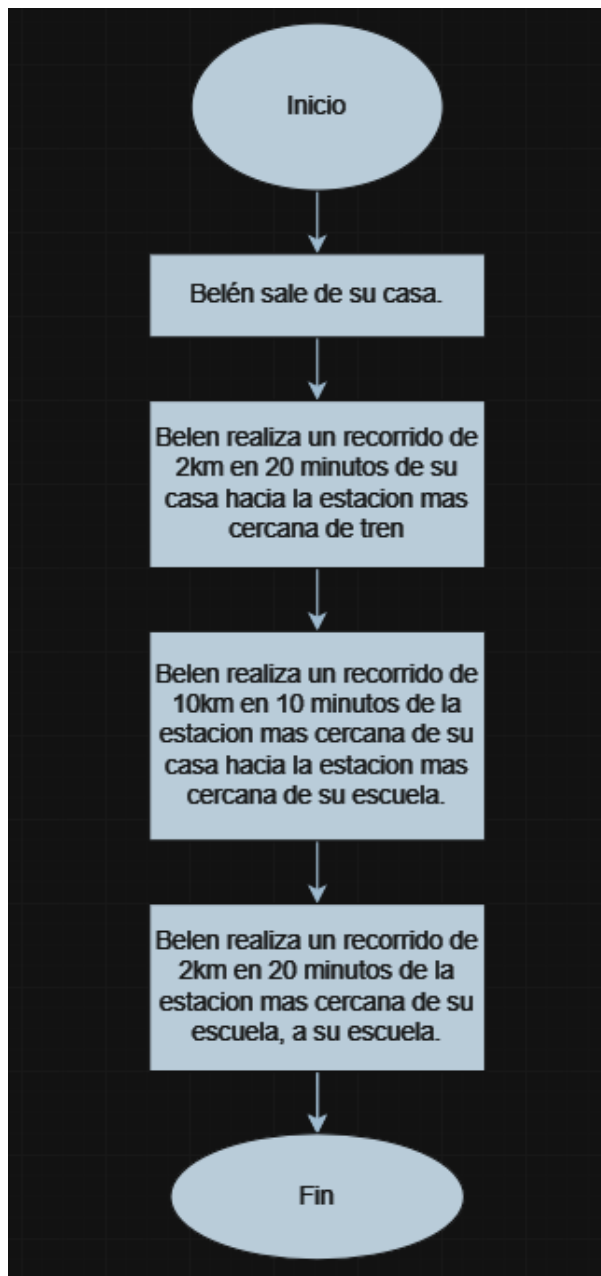 Inicio
Belén sale de su casa.
Belen realiza un recorrido de
2km en 20 minutos de su
casa hacia la estacion mas
cercana de tren
Belen realiza un recorrido de
10km en 10 minutos de la
estacion mas cercana de su
casa hacia la estacion mas
cercana de su escuela.
Belen realiza un recorrido de
2km en 20 minutos de la
estacion mas cercana de su
escuela, a su escuela.
Fin